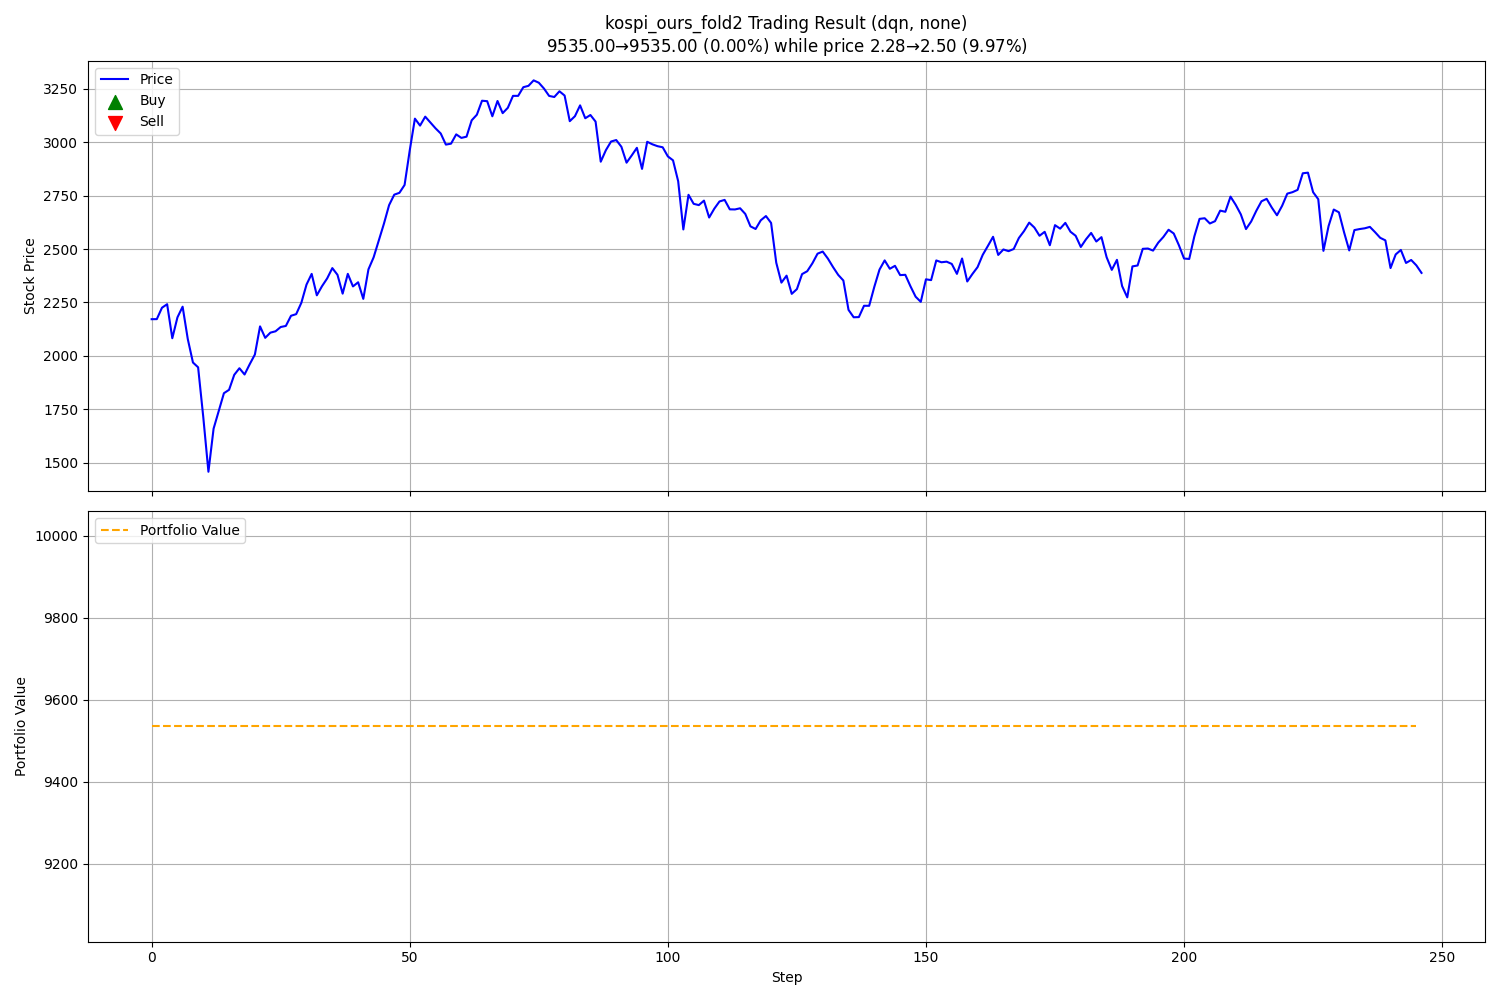 kospi_ours_fold2 Trading Result (dqn, none)
9535.00→9535.00 (0.00%) while price 2.28→2.50 (9.97%)
Price
Buy
Sell
Stock Price
3250
3000
2750
2500
2250
2000
1750
1500
Portfolio Value
Portfolio Value
10000
9800
9600
9400
9200
0
50
100
150
200
250
Step